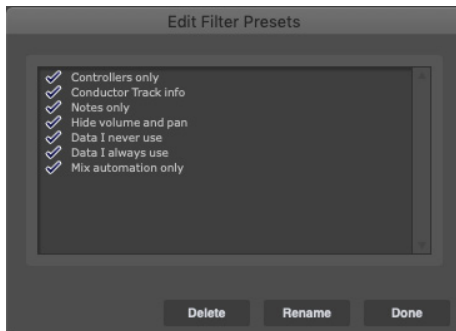 Edit Filter Presets
Controllers only
Conductor Track info
Notes only
Hide volume and pan
Data I never use
Data I always use
Mix automation only
Delete Rename Done